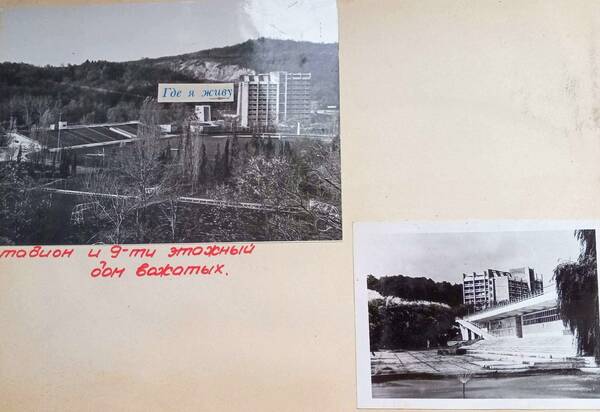 Где я живу
тадион и 9-ти этажный
дом вожатых.